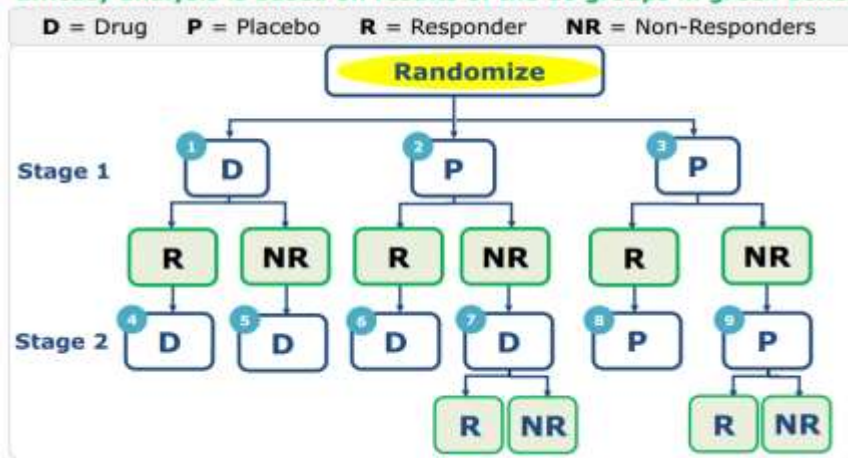 D = Drug P = Placebo R = Responder NR = Non-Responders
Randomize
1 2 3
Stage 1 D P P
R NR R NR R NR
4 5 6 7 8 9
Stage 2 D D D D P P
R NR R NR